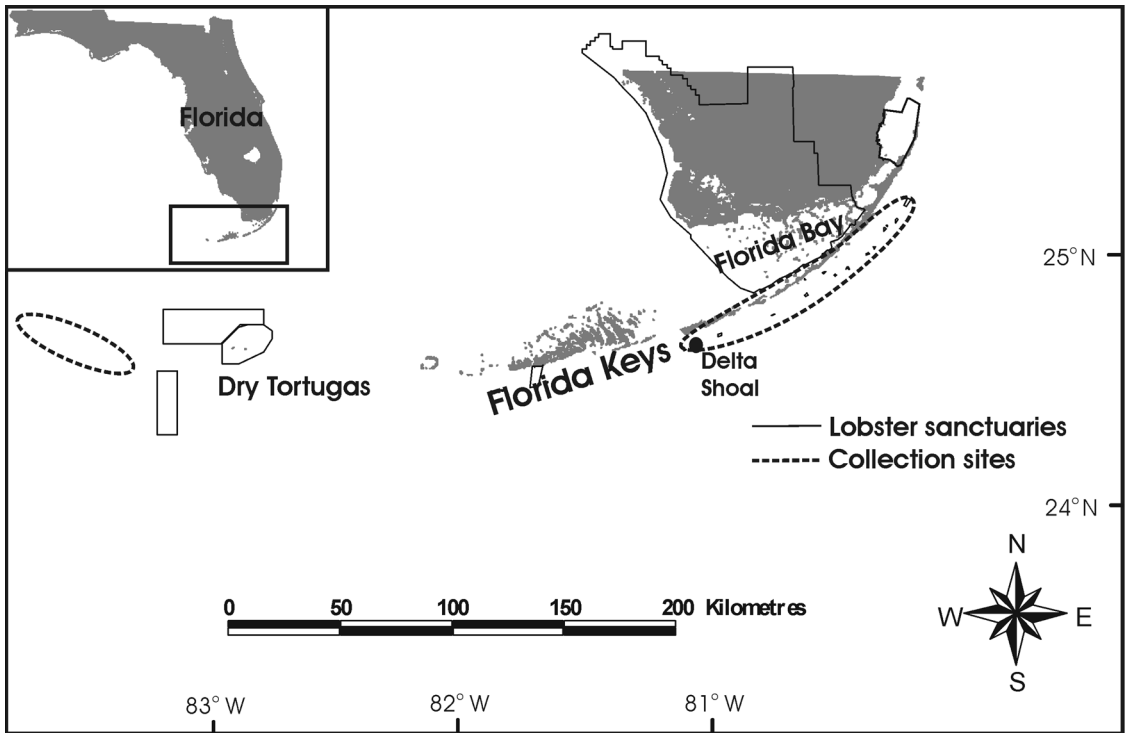 Florida
Florida Bay
25°N
Florida Keys
Delta
Shoal
Dry Tortugas
Lobster sanctuaries
Collection sites
24°N
N
W
E
S
0 50 100 150 200 Kilometres
83°W 82°W 81°W